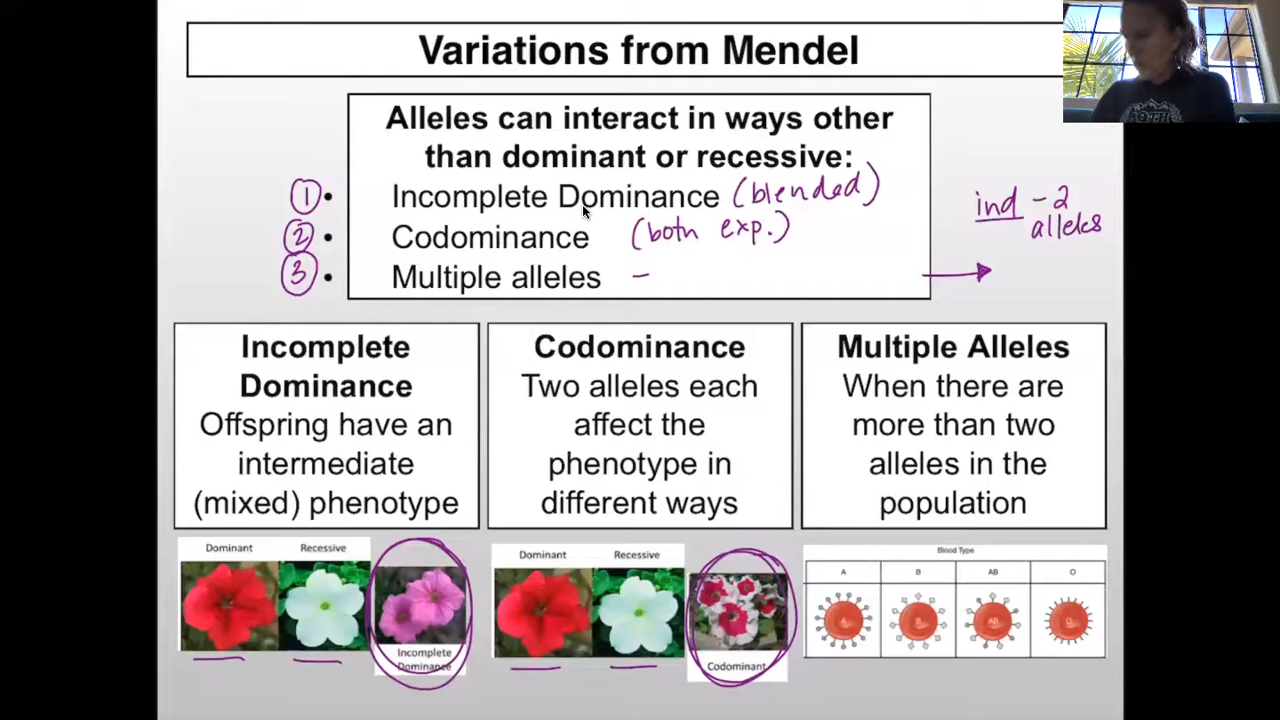 Variations from Mendel
Alleles can interact in ways other
than dominant or recessive:
① • Incomplete Dominance (blended)
② • Codominance (both exp.)
③ • Multiple alleles –
ind - 2
alleles
Incomplete
Dominance
Offspring have an
intermediate
(mixed) phenotype
Codominance
Two alleles each
affect the
phenotype in
different ways
Multiple Alleles
When there are
more than two
alleles in the
population
Dominant Recessive
Incomplete
Dominance
Dominant Recessive
Codominant
Blood Type
A B AB O
A B AB O